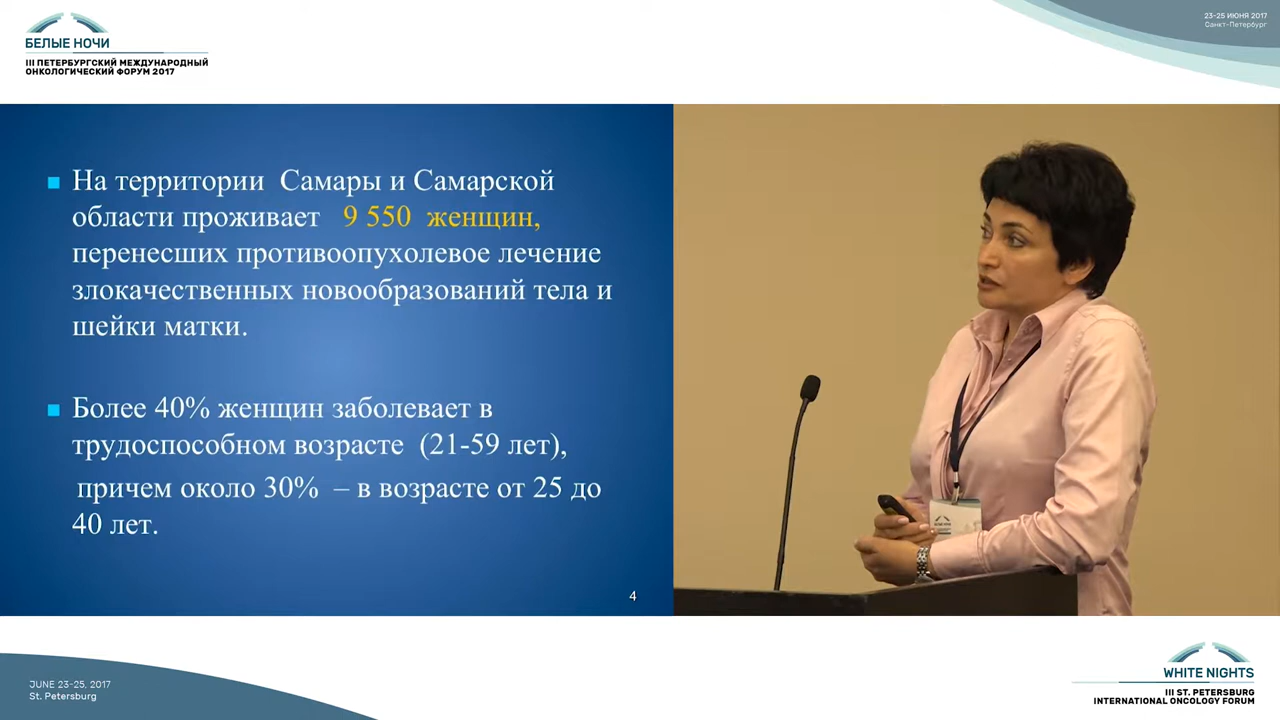 БЕЛЫЕ НОЧИ
III ПЕТЕРБУРГСКИЙ МЕЖДУНАРОДНЫЙ
ОНКОЛОГИЧЕСКИЙ ФОРУМ 2017
23-25 ИЮНЯ 2017
Санкт-Петербург
На территории Самары и Самарской
области проживает 9 550 женщин,
перенесших противоопухолевое лечение
злокачественных новообразований тела и
шейки матки.
Более 40% женщин заболевает в
трудоспособном возрасте (21-59 лет),
причем около 30% – в возрасте от 25 до
40 лет.
4
БЕЛЫЕ НОЧИ
JUNE 23-25, 2017
St. Petersburg
WHITE NIGHTS
III ST. PETERSBURG
INTERNATIONAL ONCOLOGY FORUM